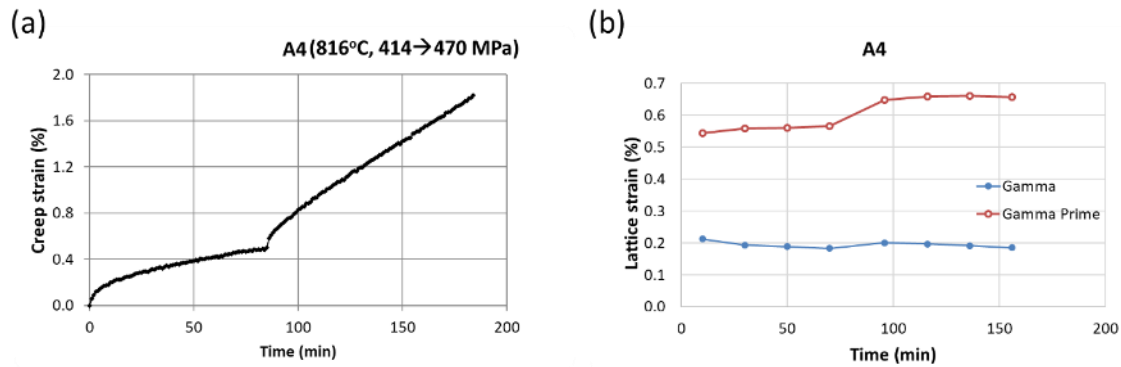 (a)
A4 (816°C, 414→470 MPa)
2.0
1.6
1.2
0.8
0.4
0.0
0 50 100 150 200
Creep strain (%)
Time (min)
(b)
A4
0.7
0.6
0.5
0.4
0.3
0.2
0.1
0.0
0 50 100 150 200
Lattice strain (%)
Time (min)
Gamma
Gamma Prime